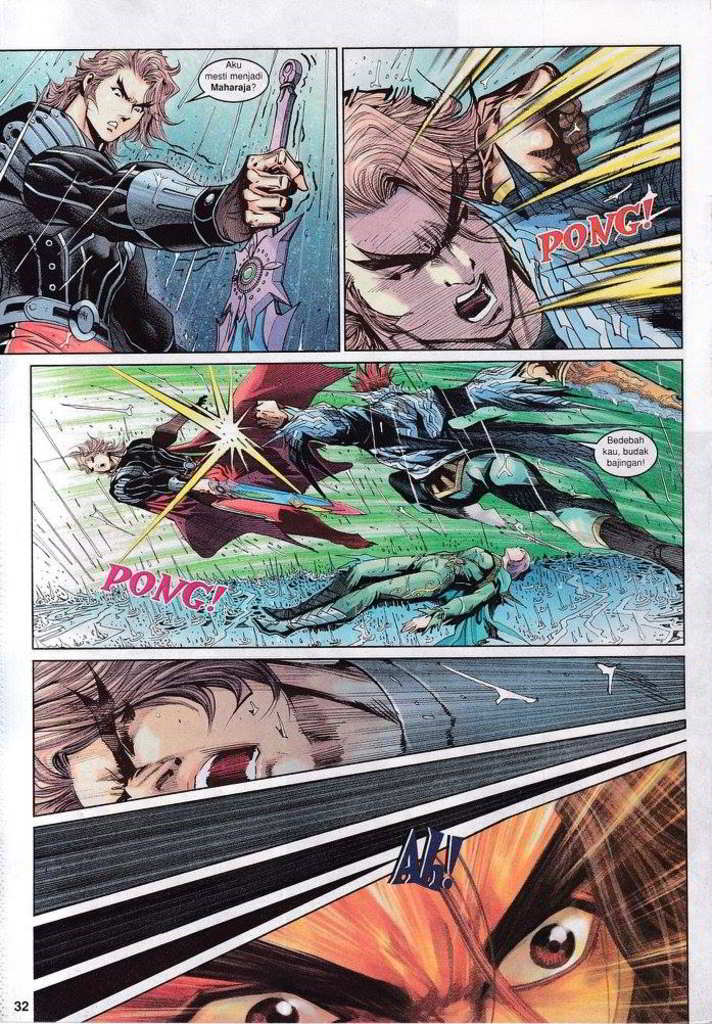 Aku
mesti menjadi
Maharaja?
PONG!
Bedebah
kau, budak
bajingan!
PONG!
AH!
32